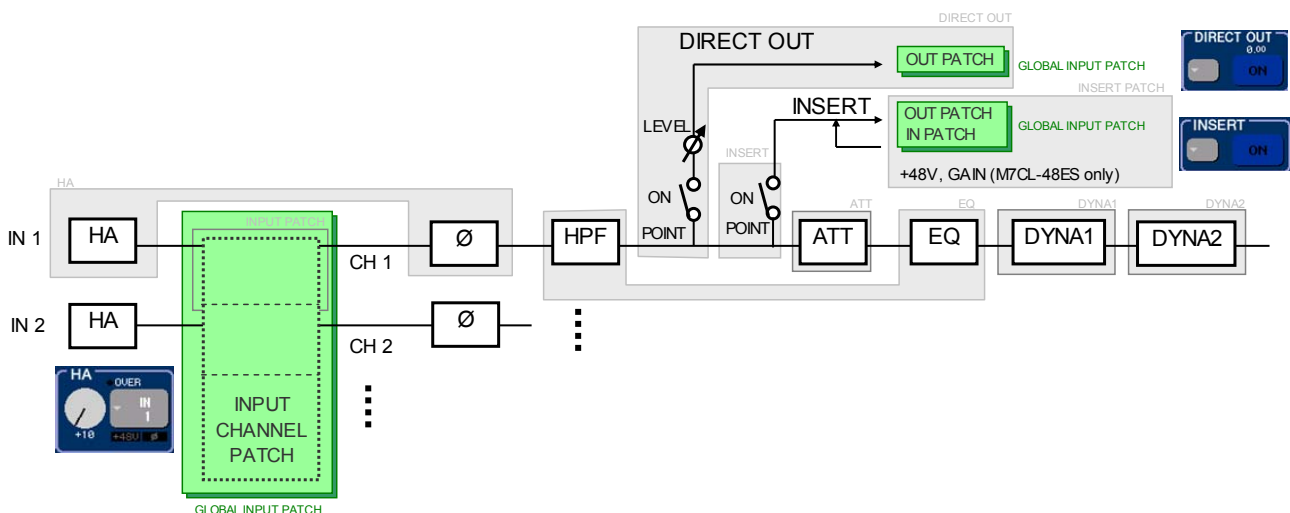 DIRECT OUT
DIRECT OUT
OUT PATCH
GLOBAL INPUT PATCH
DIRECT OUT
0.00
ON
INSERT PATCH
INSERT
OUT PATCH
IN PATCH
GLOBAL INPUT PATCH
INSERT
ON
LEVEL
INSERT
+48V, GAIN (M7CL-48ES only)
HA
ON
ON
INPUT PATCH
POINT
POINT
ATT
EQ
DYNA1
DYNA2
IN 1
HA
CH 1
Ø
HPF
ATT
EQ
DYNA1
DYNA2
IN 2
HA
CH 2
Ø
HA
OVER
IN
1
+10
+48V
Ø
INPUT
CHANNEL
PATCH
GLOBAL INPUT PATCH